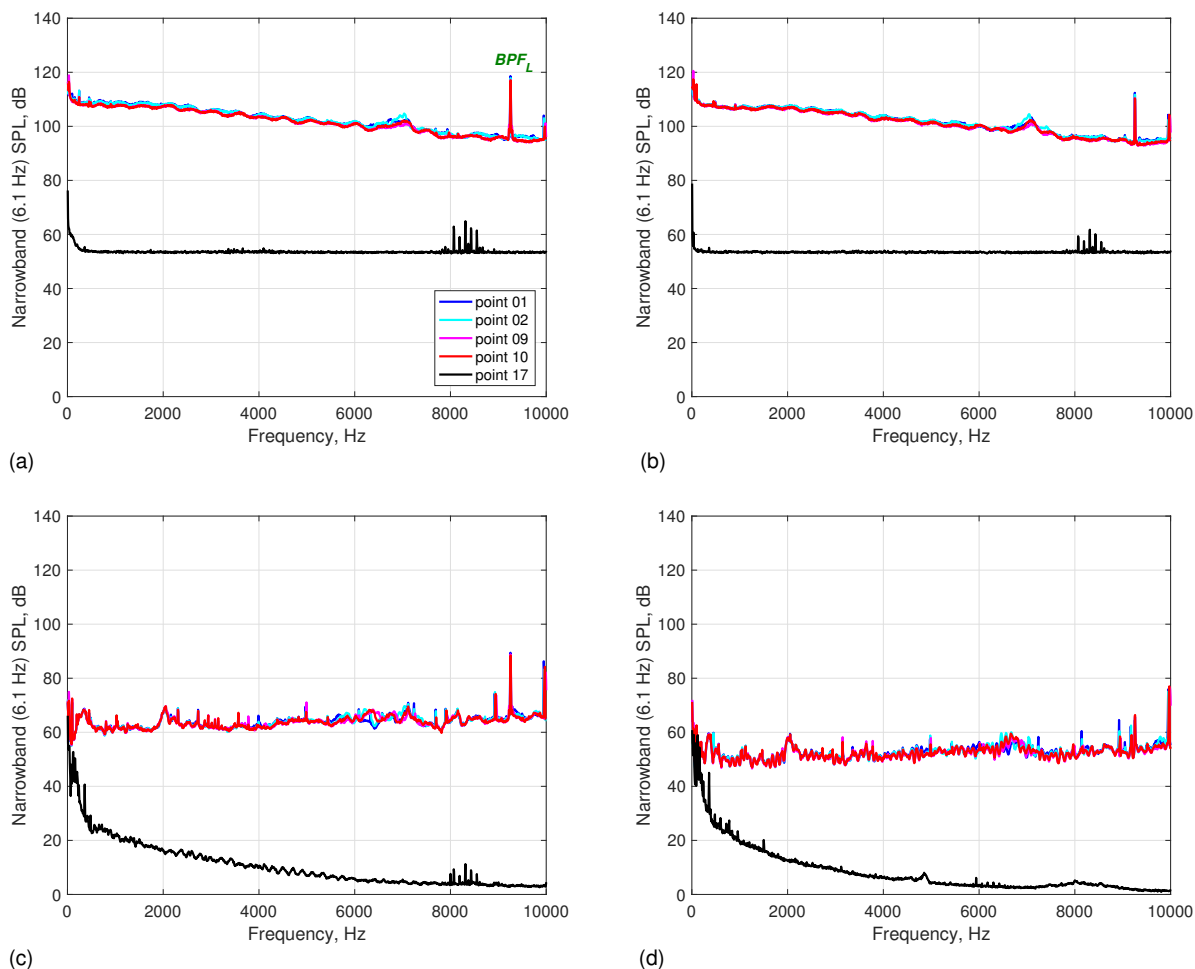 140
120
100
80
60
40
20
0
Narrowband (6.1 Hz) SPL, dB
BPF_L
point 01
point 02
point 09
point 10
point 17
0 2000 4000 6000 8000 10000
Frequency, Hz
(a)
140
120
100
80
60
40
20
0
Narrowband (6.1 Hz) SPL, dB
0 2000 4000 6000 8000 10000
Frequency, Hz
(b)
140
120
100
80
60
40
20
0
Narrowband (6.1 Hz) SPL, dB
0 2000 4000 6000 8000 10000
Frequency, Hz
(c)
140
120
100
80
60
40
20
0
Narrowband (6.1 Hz) SPL, dB
0 2000 4000 6000 8000 10000
Frequency, Hz
(d)